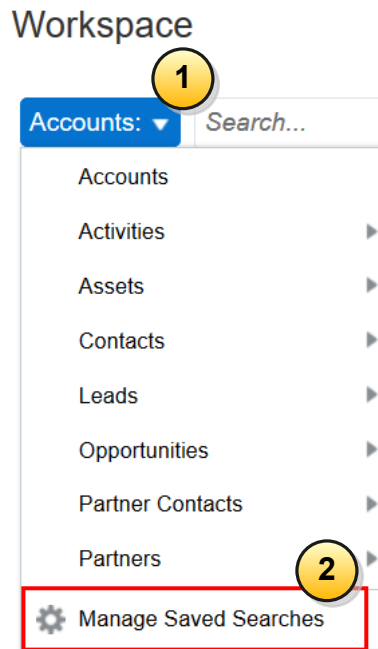 Workspace
1
Accounts: Search...
Accounts
Activities
Assets
Contacts
Leads
Opportunities
Partner Contacts
Partners
2
Manage Saved Searches